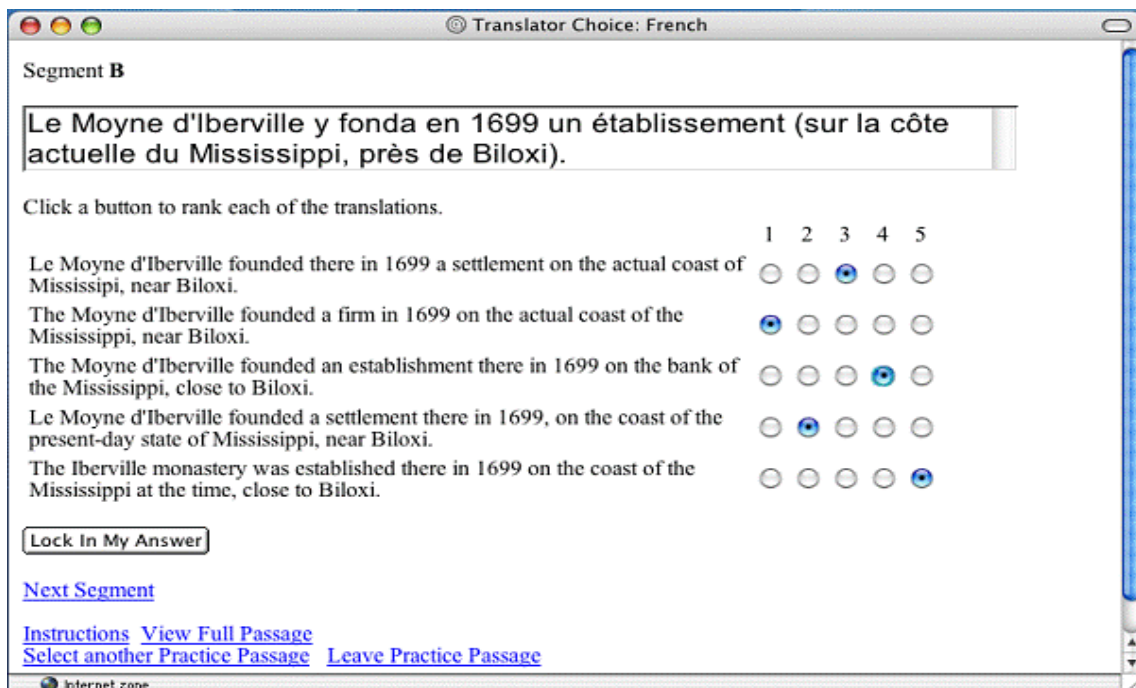 Translator Choice: French
Segment B
Le Moyne d'Iberville y fonda en 1699 un établissement (sur la côte
actuelle du Mississippi, près de Biloxi).
Click a button to rank each of the translations.
1 2 3 4 5
Le Moyne d'Iberville founded there in 1699 a settlement on the actual coast of
Mississipi, near Biloxi.
The Moyne d'Iberville founded a firm in 1699 on the actual coast of the
Mississippi, near Biloxi.
The Moyne d'Iberville founded an establishment there in 1699 on the bank of
the Mississippi, close to Biloxi.
Le Moyne d'Iberville founded a settlement there in 1699, on the coast of the
present-day state of Mississippi, near Biloxi.
The Iberville monastery was established there in 1699 on the coast of the
Mississippi at the time, close to Biloxi.
Lock In My Answer
Next Segment
Instructions View Full Passage
Select another Practice Passage Leave Practice Passage
Internet zone